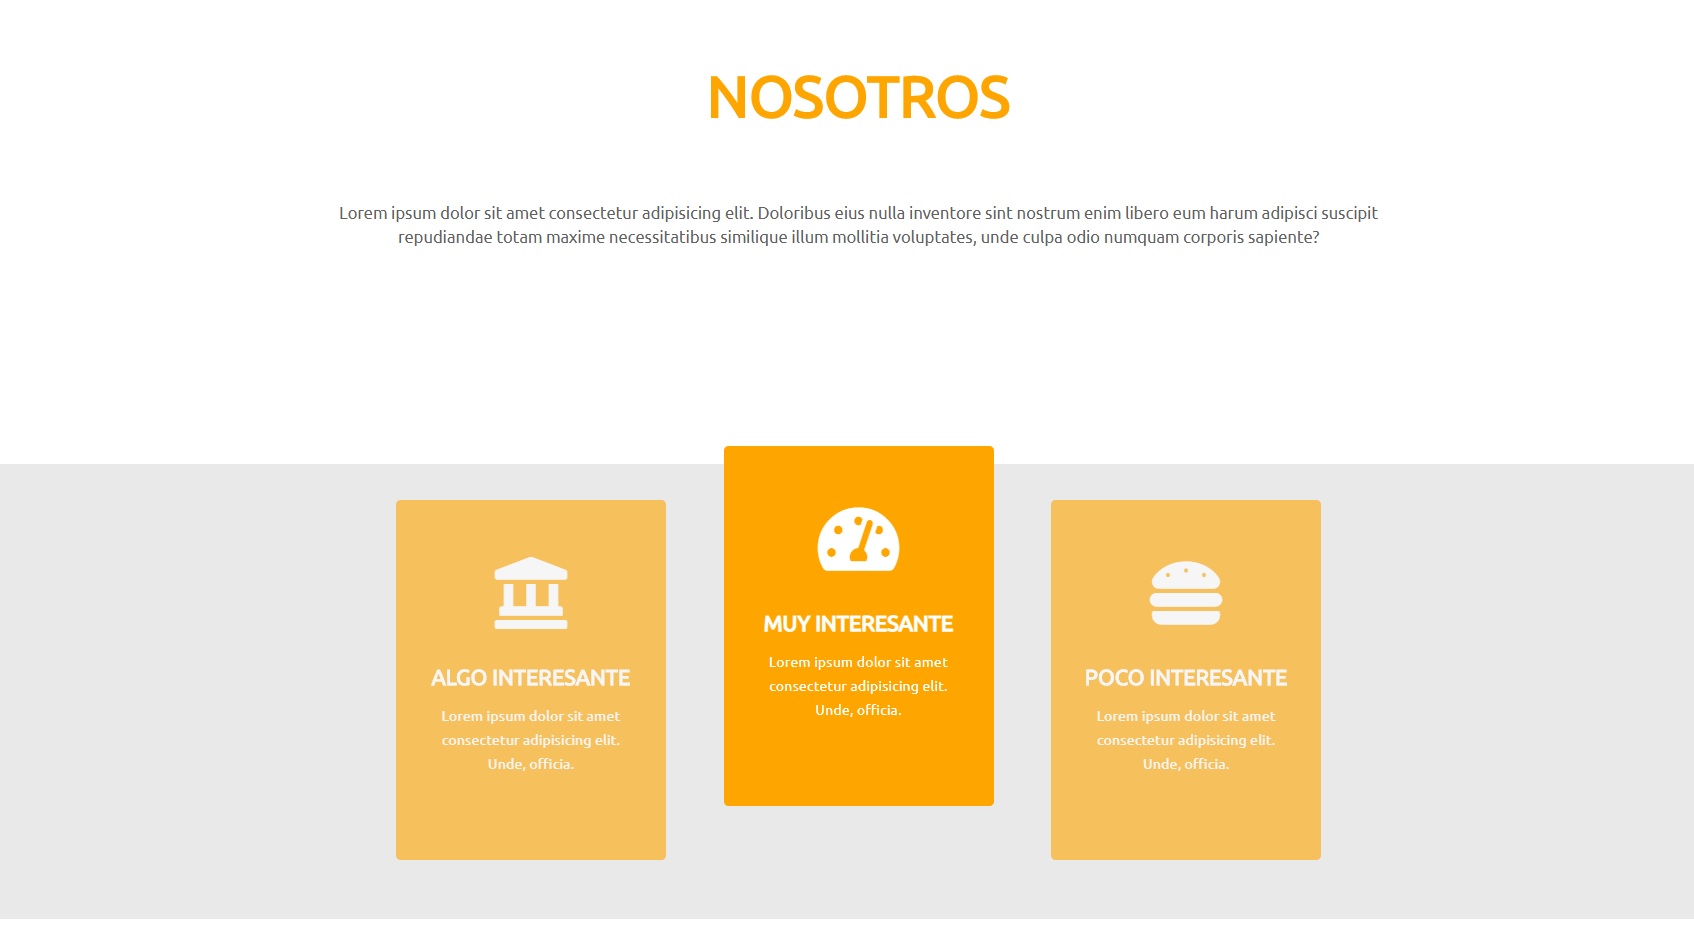 NOSOTROS
Lorem ipsum dolor sit amet consectetur adipisicing elit. Doloribus eius nulla inventore sint nostrum enim libero eum harum adipisci suscipit
repudiandae totam maxime necessitatibus similique illum mollitia voluptates, unde culpa odio numquam corporis sapiente?
ALGO INTERESANTE
Lorem ipsum dolor sit amet
consectetur adipisicing elit.
Unde, officia.
MUY INTERESANTE
Lorem ipsum dolor sit amet
consectetur adipisicing elit.
Unde, officia.
POCO INTERESANTE
Lorem ipsum dolor sit amet
consectetur adipisicing elit.
Unde, officia.